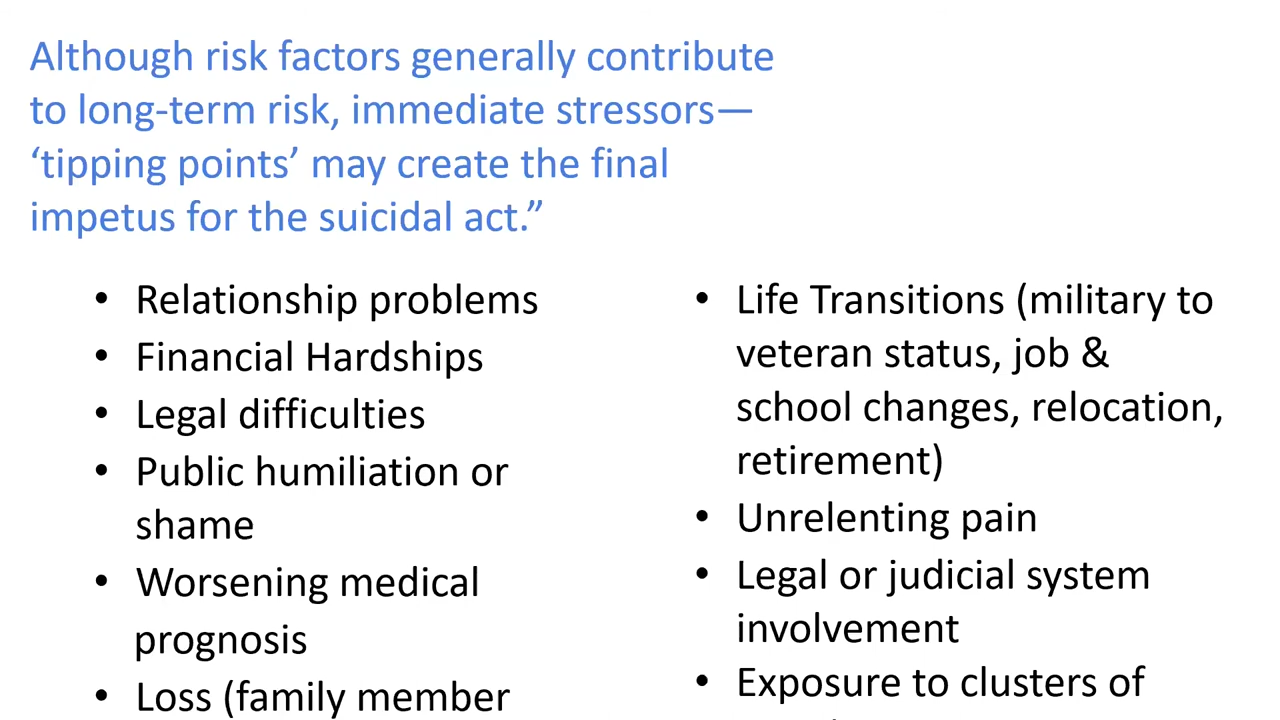 Although risk factors generally contribute
to long-term risk, immediate stressors—
‘tipping points’ may create the final
impetus for the suicidal act.”
• Relationship problems
• Financial Hardships
• Legal difficulties
• Public humiliation or
shame
• Worsening medical
prognosis
• Loss (family member
• Life Transitions (military to
veteran status, job &
school changes, relocation,
retirement)
• Unrelenting pain
• Legal or judicial system
involvement
• Exposure to clusters of